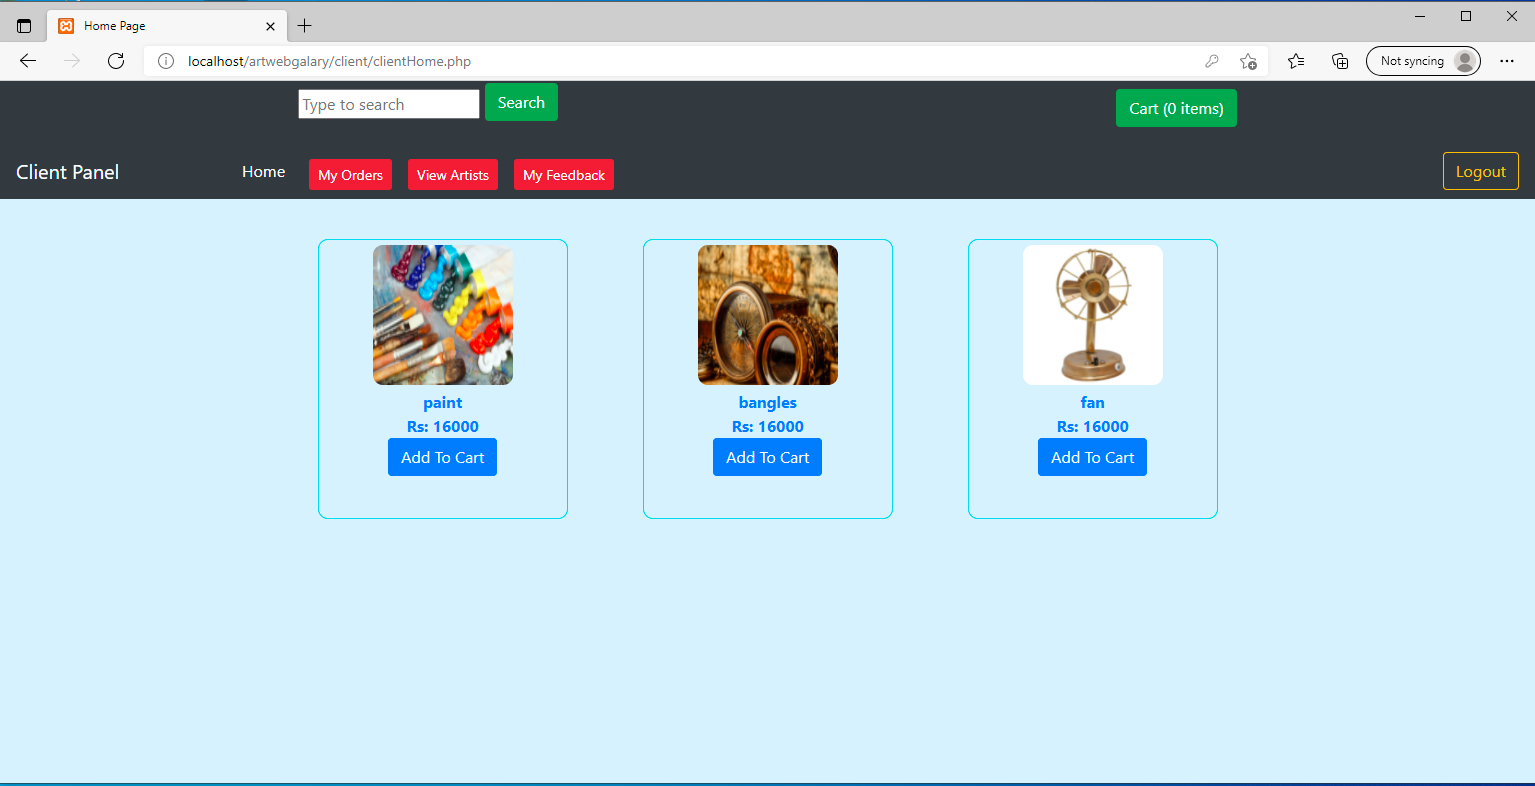 Home Page
localhost/artwebgalary/client/clientHome.php
Not syncing
Type to search
Search
Cart (0 items)
Client Panel
Home
My Orders
View Artists
My Feedback
Logout
paint
Rs: 16000
Add To Cart
bangles
Rs: 16000
Add To Cart
fan
Rs: 16000
Add To Cart